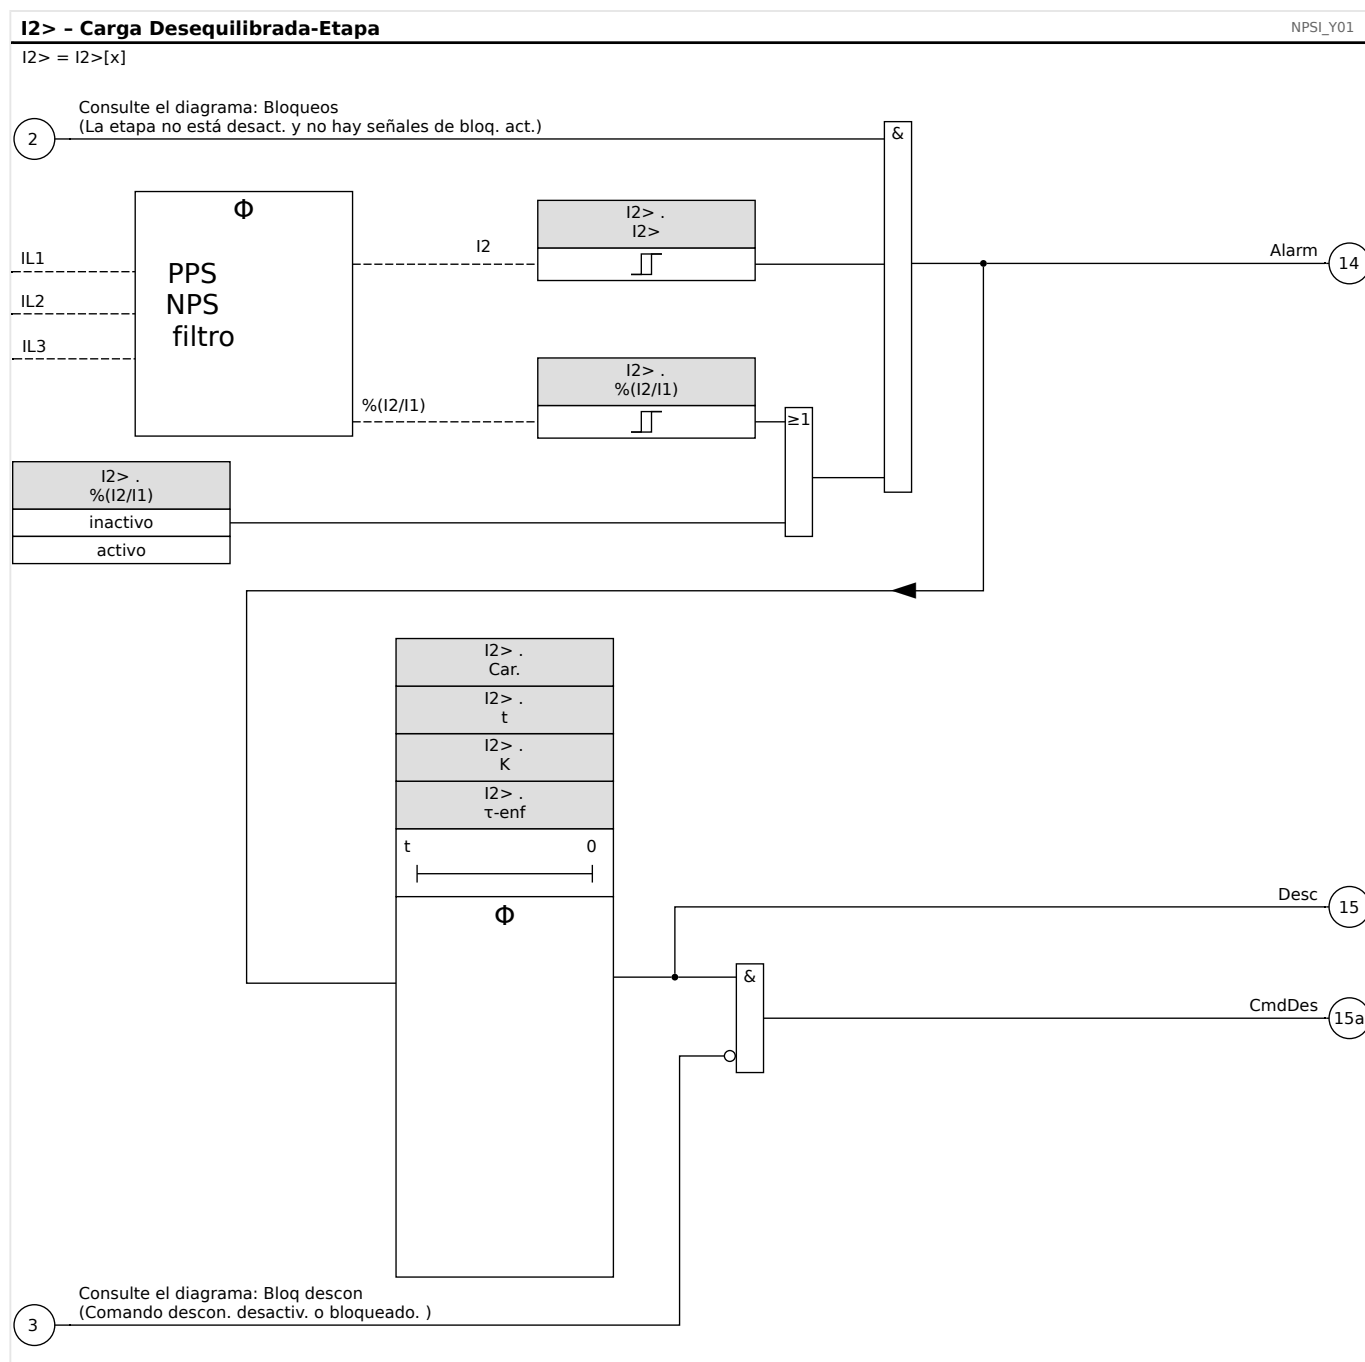 I2> – Carga Desequilibrada-Etapa
NPSI_Y01
I2> = I2>[x]
Consulte el diagrama: Bloqueos
(La etapa no está desact. y no hay señales de bloq. act.)
2
&
Φ
PPS
NPS
filtro
IL1
IL2
IL3
I2
I2> .
I2>
Alarm
14
%(I2/I1)
I2> .
%(I2/I1)
≥1
I2> .
%(I2/I1)
inactivo
activo
I2> .
Car.
I2> .
t
I2> .
K
I2> .
τ-enf
t
0
Φ
Desc
15
&
CmdDes
15a
Consulte el diagrama: Bloq descon
(Comando descon. desactiv. o bloqueado. )
3